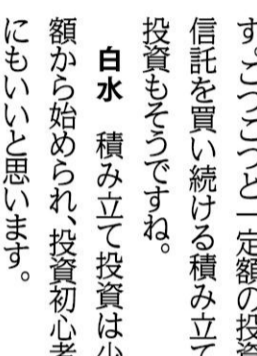 す。こつこつと一定額の投資
信託を買い続ける積み立て
投資もそうですね。
白水　積み立て投資は少
額から始められ、投資初心者
にもいいと思います。